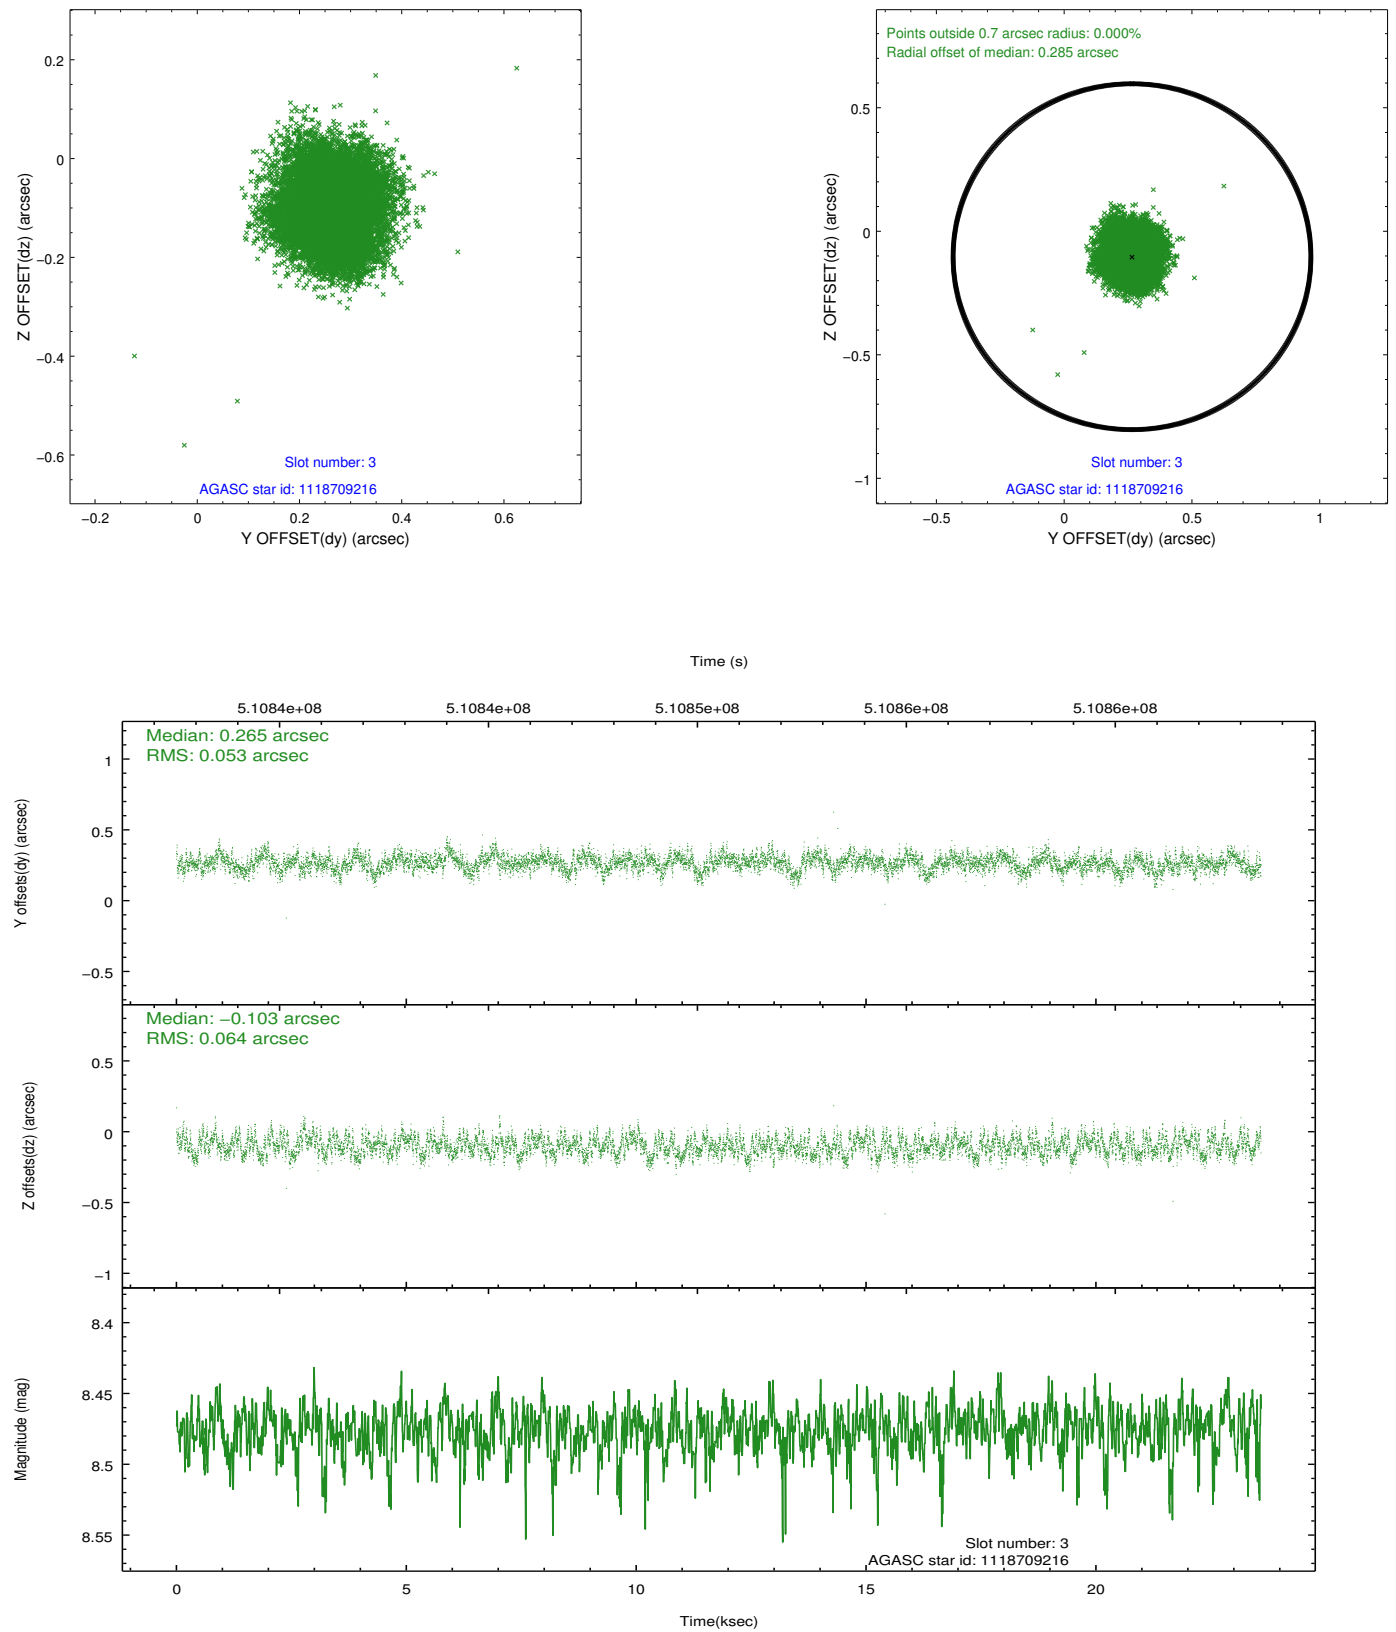 0.2
0
−0.2
−0.4
−0.6
Z OFFSET(dz) (arcsec)
Slot number: 3
AGASC star id: 1118709216
−0.2 0 0.2 0.4 0.6
Y OFFSET(dy) (arcsec)
Points outside 0.7 arcsec radius: 0.000%
Radial offset of median: 0.285 arcsec
0.5
0
−0.5
−1
Z OFFSET(dz) (arcsec)
Slot number: 3
AGASC star id: 1118709216
−0.5 0 0.5 1
Y OFFSET(dy) (arcsec)
Time (s)
5.1084e+08 5.1084e+08 5.1085e+08 5.1086e+08 5.1086e+08
Median: 0.265 arcsec
RMS: 0.053 arcsec
1
0.5
0
−0.5
Y offsets(dy) (arcsec)
Median: −0.103 arcsec
RMS: 0.064 arcsec
0.5
0
−0.5
−1
Z offsets(dz) (arcsec)
8.4
8.45
8.5
8.55
Magnitude (mag)
Slot number: 3
AGASC star id: 1118709216
0 5 10 15 20
Time(ksec)